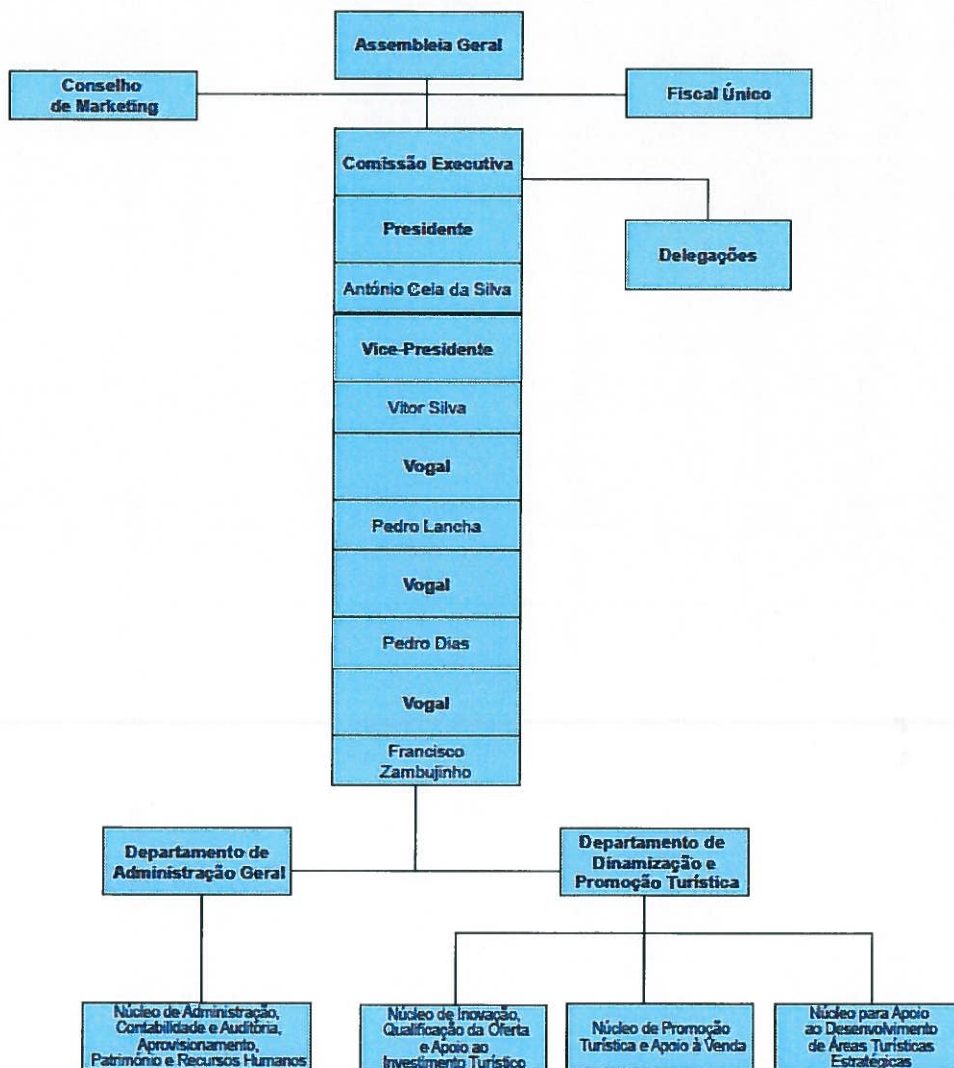 Assembleia Geral
Conselho
de Marketing
Fiscal Único
Comissão Executiva
Presidente
Delegações
António Ceia da Silva
Vice-Presidente
Vitor Silva
Vogal
Pedro Lancha
Vogal
Pedro Dias
Vogal
Francisco
Zambujinho
Departamento de
Administração Geral
Departamento de
Dinamização e
Promoção Turística
Núcleo de Administração,
Contabilidade e Auditoria,
Aprovisionamento,
Património e Recursos Humanos
Núcleo de Inovação,
Qualificação da Oferta
e Apoio ao
Investimento Turístico
Núcleo de Promoção
Turística e Apoio à Venda
Núcleo para Apoio
ao Desenvolvimento
de Áreas Turísticas
Estratégicas